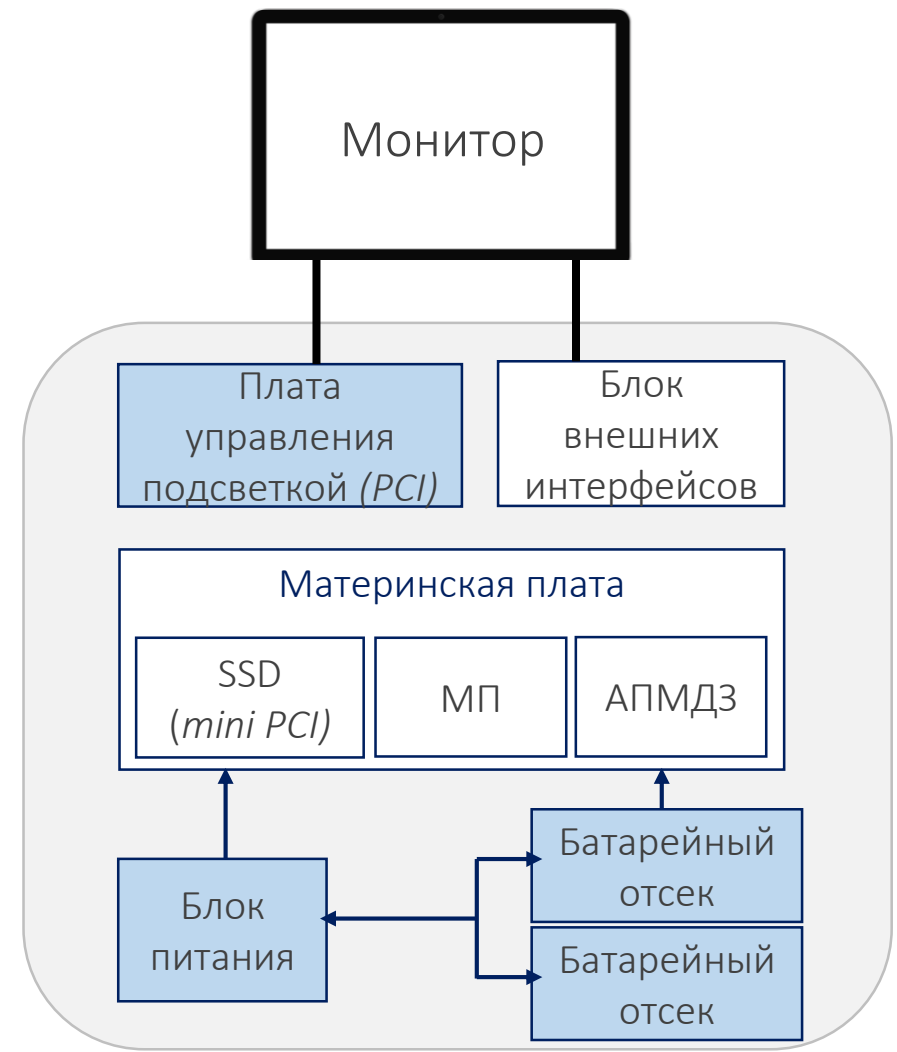 Монитор
Плата
управления
подсветкой (PCI)
Блок
внешних
интерфейсов
Материнская плата
SSD
(mini PCI)
МП
АПМДЗ
Батарейный
отсек
Блок
питания
Батарейный
отсек